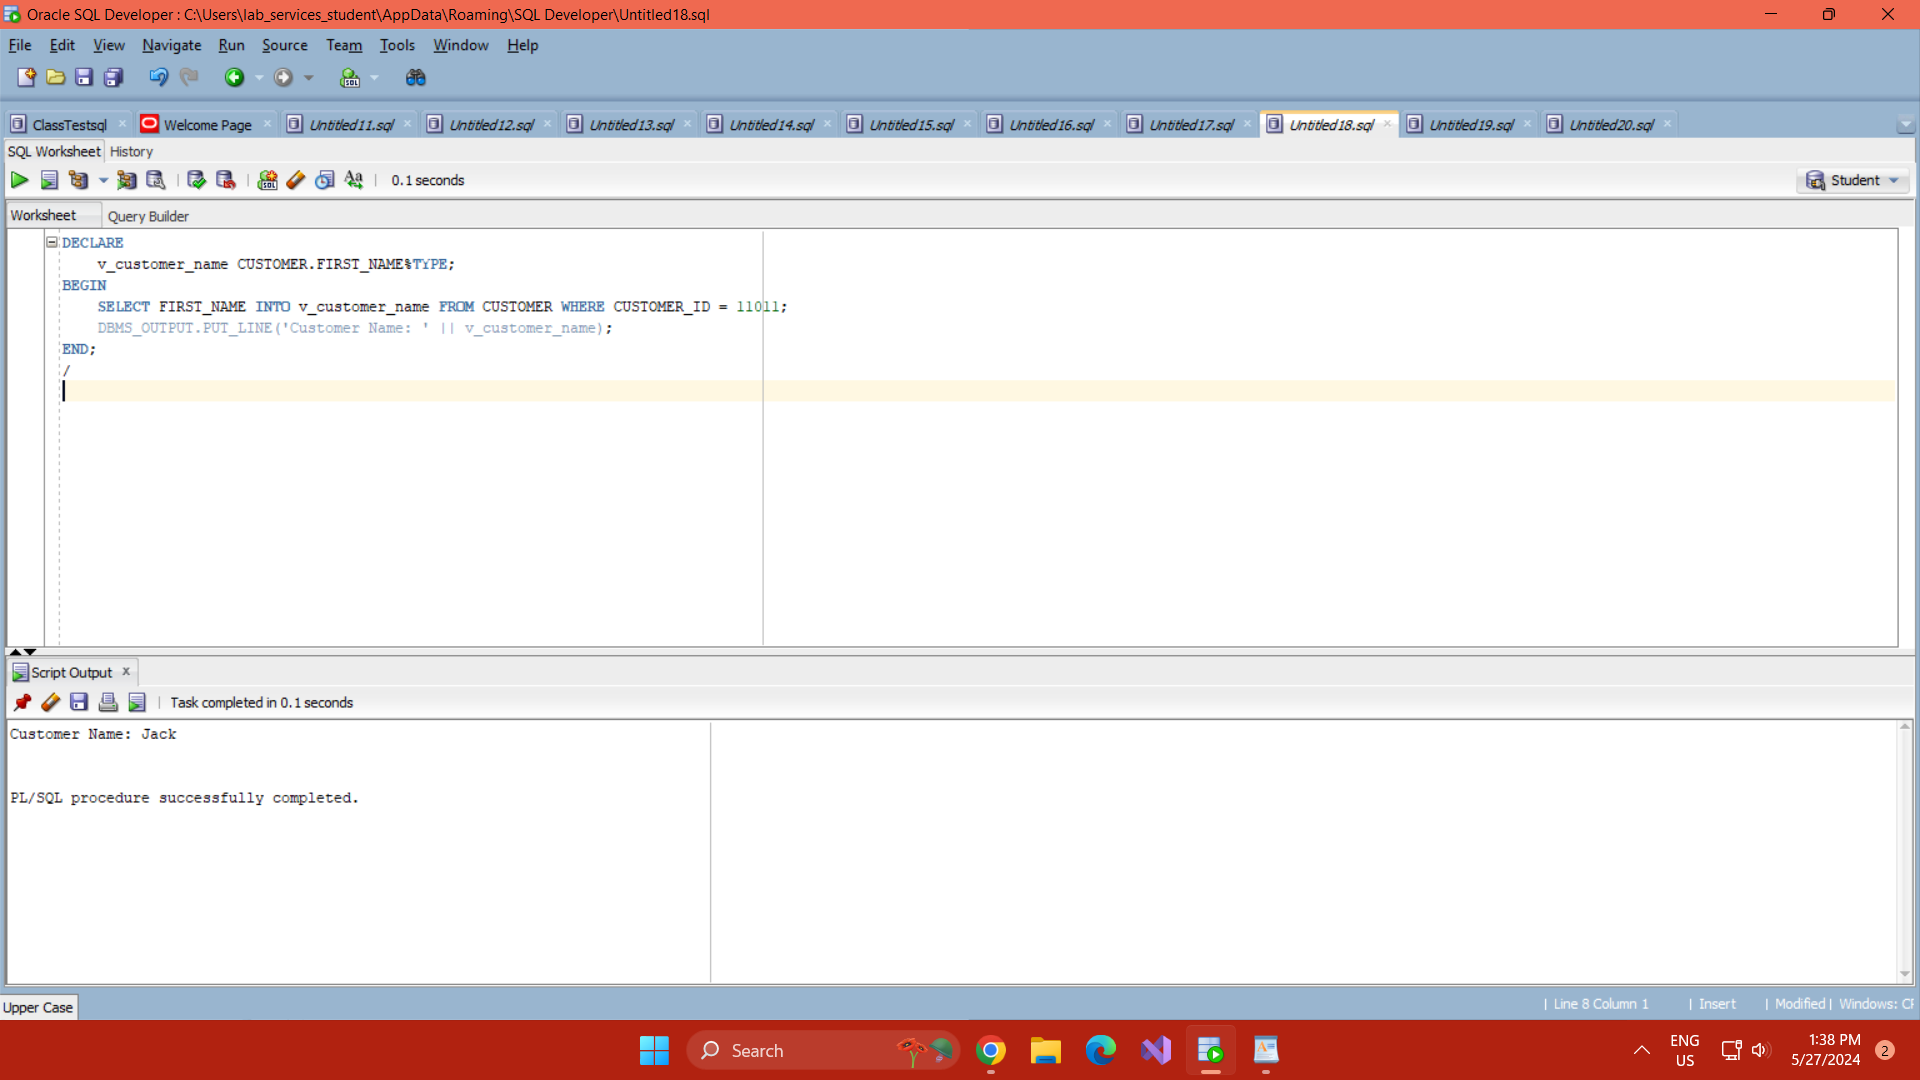 Oracle SQL Developer : C:\Users\lab_services_student\AppData\Roaming\SQL Developer\Untitled18.sql
File Edit View Navigate Run Source Team Tools Window Help
ClassTestsql Welcome Page Untitled11.sql Untitled12.sql Untitled13.sql Untitled14.sql Untitled15.sql Untitled16.sql Untitled17.sql Untitled18.sql Untitled19.sql Untitled20.sql
SQL Worksheet History
0.1 seconds
Student
Worksheet Query Builder
DECLARE
v_customer_name CUSTOMER.FIRST_NAME%TYPE;
BEGIN
SELECT FIRST_NAME INTO v_customer_name FROM CUSTOMER WHERE CUSTOMER_ID = 11011;
DBMS_OUTPUT.PUT_LINE('Customer Name: ' || v_customer_name);
END;
/
Script Output
Task completed in 0.1 seconds
Customer Name: Jack
PL/SQL procedure successfully completed.
Upper Case
| Line 8 Column 1 | Insert | Modified | Windows: CF
Search
ENG
US
1:38 PM
5/27/2024
2